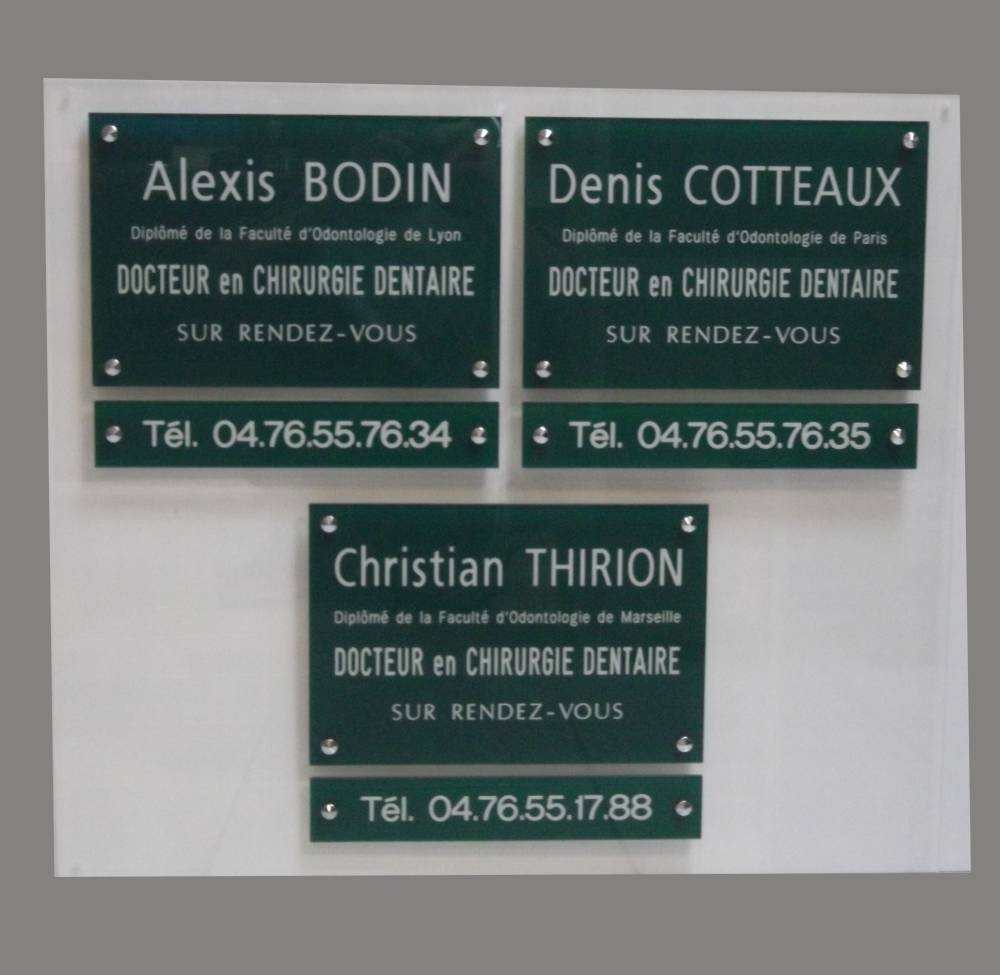 Alexis BODIN
Diplômé de la Faculté d'Odontologie de Lyon
DOCTEUR en CHIRURGIE DENTAIRE
SUR RENDEZ-VOUS
Tél. 04.76.55.76.34
Denis COTTEAUX
Diplômé de la Faculté d'Odontologie de Paris
DOCTEUR en CHIRURGIE DENTAIRE
SUR RENDEZ-VOUS
Tél. 04.76.55.76.35
Christian THIRION
Diplômé de la Faculté d'Odontologie de Marseille
DOCTEUR en CHIRURGIE DENTAIRE
SUR RENDEZ-VOUS
Tél. 04.76.55.17.88